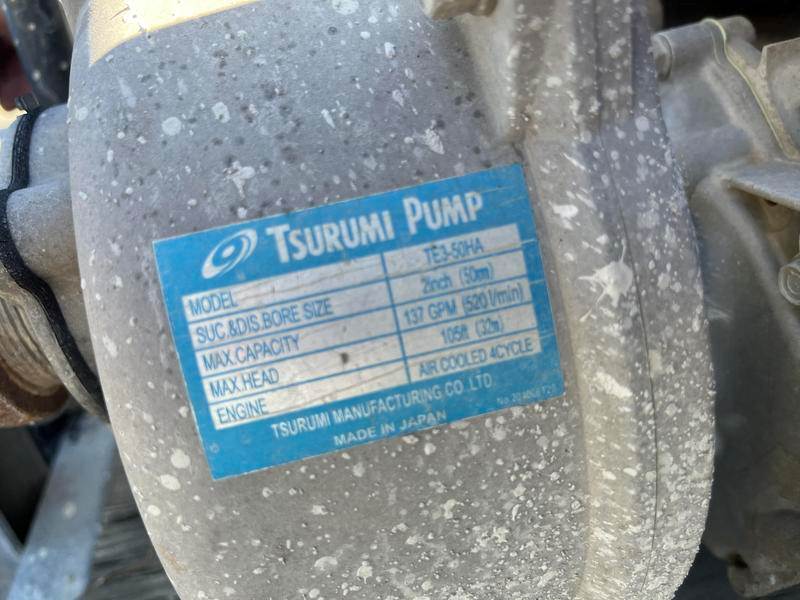 TSURUMI PUMP
MODEL TE3-50HA
SUC.&DIS.BORE SIZE 2inch (50mm)
MAX.CAPACITY 137 GPM (520 l/min)
MAX.HEAD 105ft (32m)
ENGINE AIR COOLED 4CYCLE
TSURUMI MANUFACTURING CO.,LTD.
MADE IN JAPAN